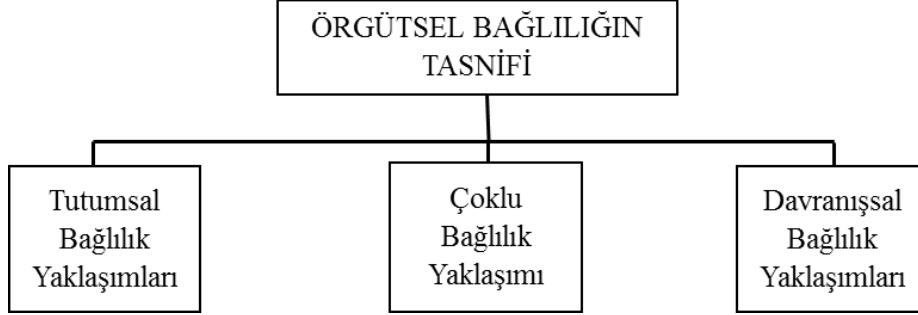 ÖRGÜTSEL BAĞLILIĞIN
TASNİFİ
Tutumsal
Bağlılık
Yaklaşımları
Çoklu
Bağlılık
Yaklaşımı
Davranışsal
Bağlılık
Yaklaşımları